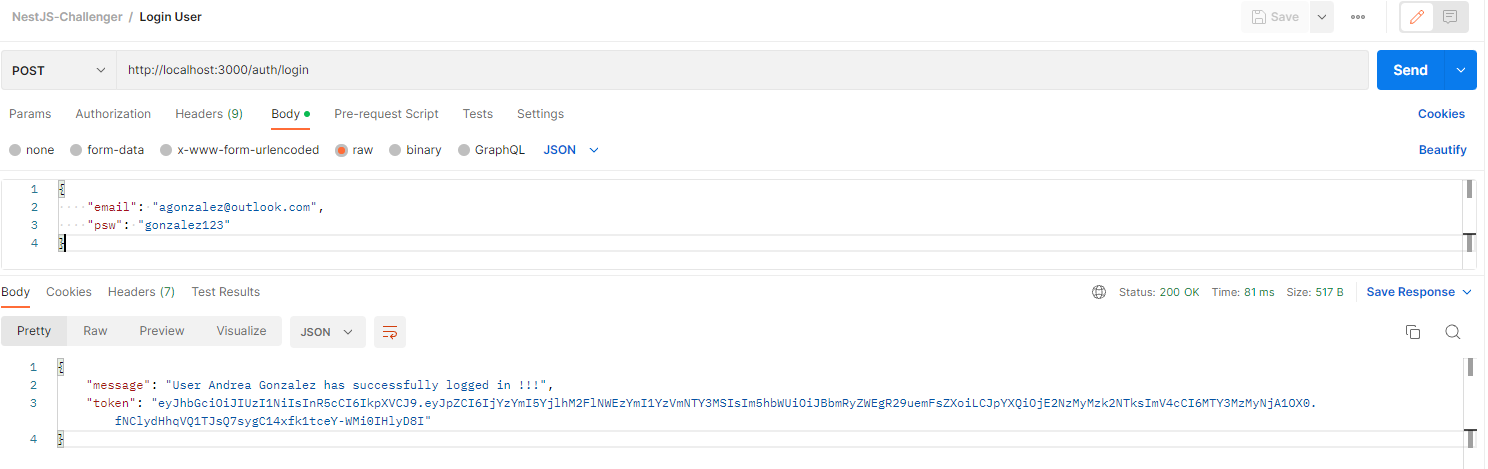 NestJS-Challenger / Login User
Save
POST http://localhost:3000/auth/login Send
Params Authorization Headers (9) Body Pre-request Script Tests Settings Cookies
none form-data x-www-form-urlencoded raw binary GraphQL JSON Beautify
1 {
2 "email": "agonzalez@outlook.com",
3 "psw": "gonzalez123"
4 }
Body Cookies Headers (7) Test Results Status: 200 OK Time: 81 ms Size: 517 B Save Response
Pretty Raw Preview Visualize JSON
1 {
2 "message": "User Andrea Gonzalez has successfully logged in !!!",
3 "token": "eyJhbGciOiJIUzI1NiIsInR5cCI6IkpXVCJ9.eyJpZCI6IjYzYmI5YjlhM2FlNWEzYmI1YzVmNTY3MSIsIm5hbWUiOiJBbmRyZWEgR29uemFsZXoiLCJpYXQiOjE2NzMyMzk2NTksImV4cCI6MTY3MzMyNjA1OX0.
fNClydHhqVQ1TJsQ7sygC14xfk1tceY-WMi0IHlyD8I"
4 }